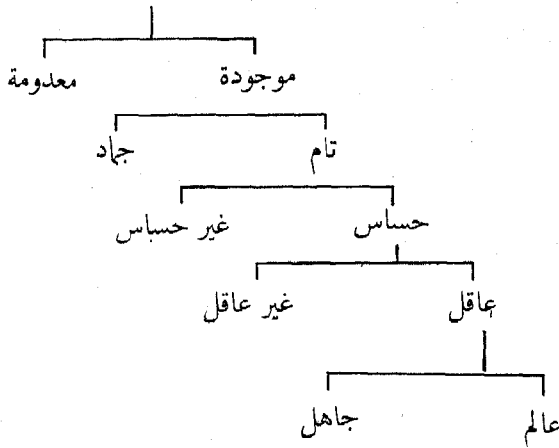 موجودة معدومة
تام جماد
حساس غير حساس
عاقل غير عاقل
عالم جاهل